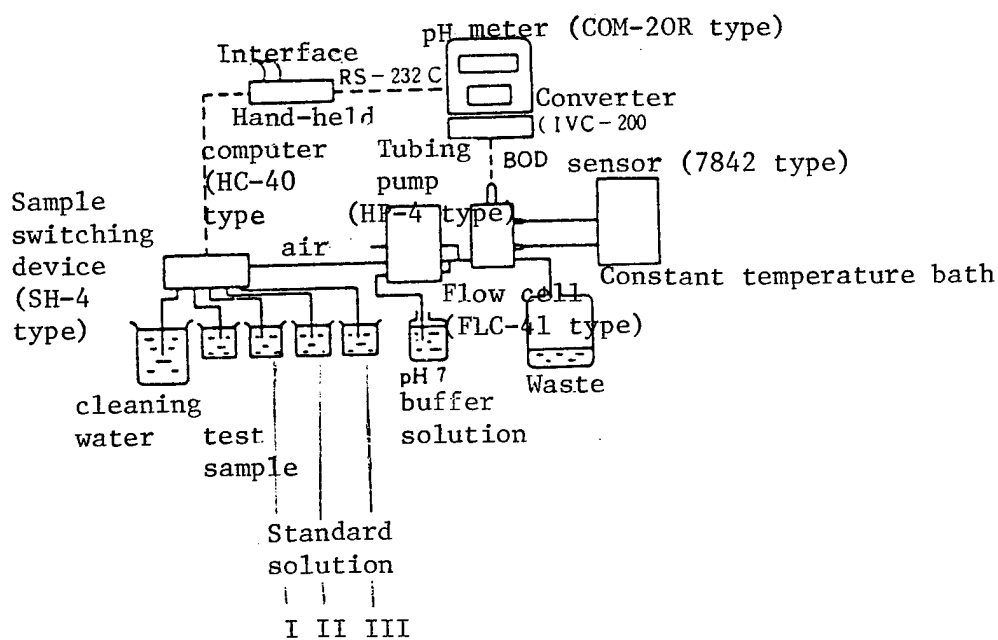 pH meter (COM-20R type)
Interface
RS-232C
Hand-held
computer
(HC-40
type
Converter
(IVC-200
Tubing
pump
(HP-4 type)
BOD sensor (7842 type)
Sample
switching
device
(SH-4
type)
air
Constant temperature bath
Flow cell
(FLC-41 type)
pH 7
buffer
solution
Waste
cleaning
water
test
sample
Standard
solution
I II III